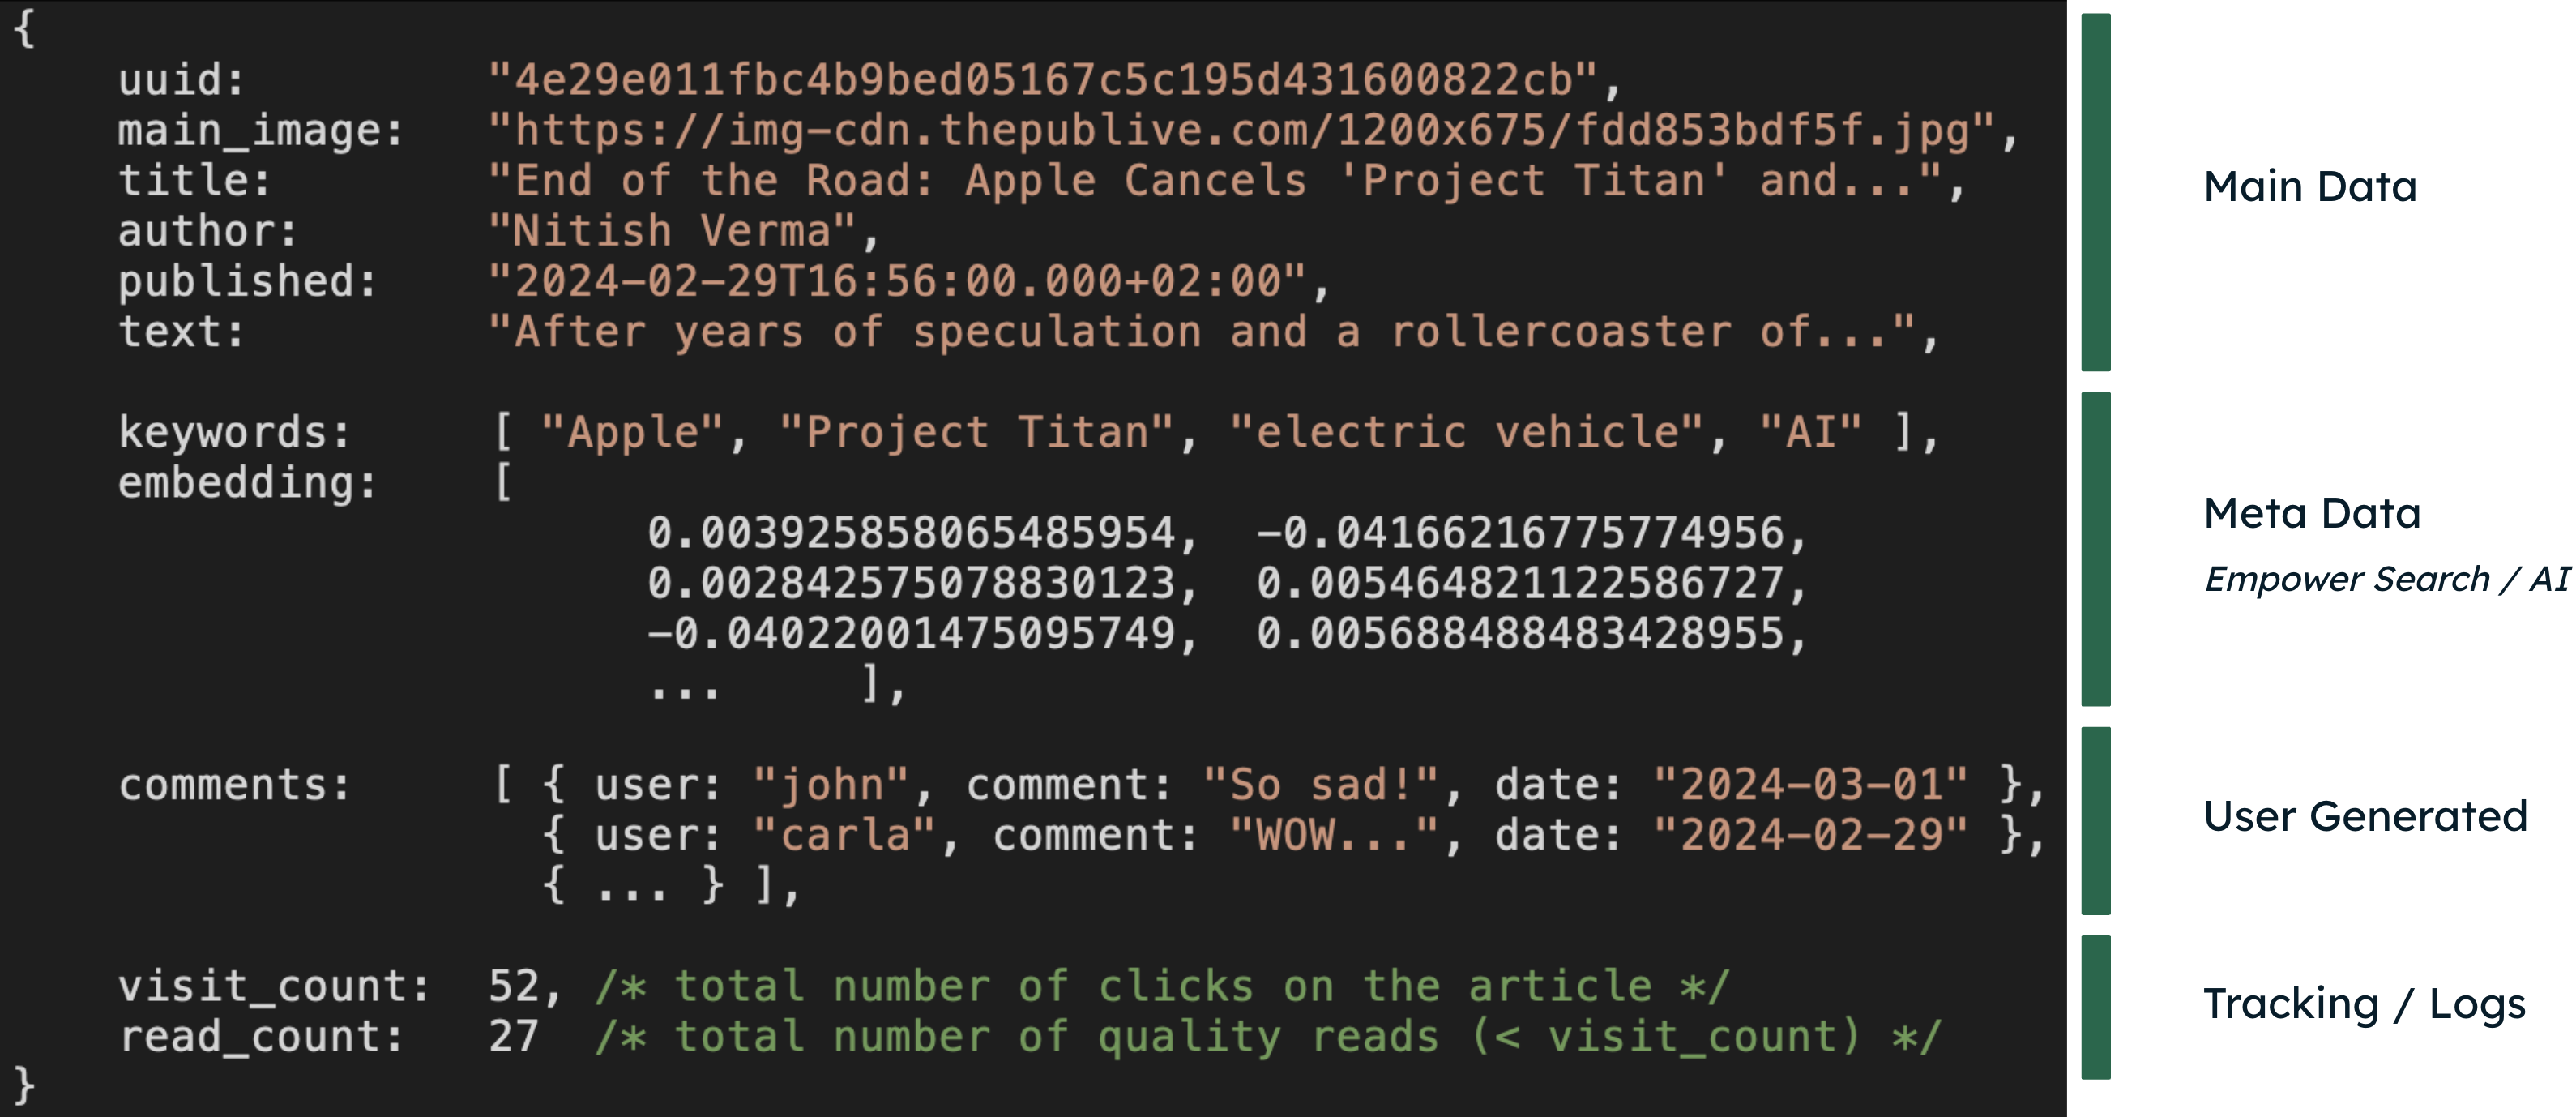 {
    uuid:         "4e29e011fbc4b9bed05167c5c195d431600822cb",
    main_image:   "https://img-cdn.thepublive.com/1200x675/fdd853bdf5f.jpg",
    title:        "End of the Road: Apple Cancels 'Project Titan' and...",
    author:       "Nitish Verma",
    published:    "2024-02-29T16:56:00.000+02:00",
    text:         "After years of speculation and a rollercoaster of...",
Main Data
    keywords:     [ "Apple", "Project Titan", "electric vehicle", "AI" ],
    embedding:    [
                        0.003925858065485954,  -0.04166216775774956,
                        0.002842575078830123,  0.005464821122586727,
                        -0.04022001475095749,  0.005688488483428955,
                        ...     ],
Meta Data
Empower Search / AI
    comments:     [ { user: "john", comment: "So sad!", date: "2024-03-01" },
                    { user: "carla", comment: "WOW...", date: "2024-02-29" },
                    { ... } ],
User Generated
    visit_count:  52, /* total number of clicks on the article */
    read_count:   27  /* total number of quality reads (< visit_count) */
Tracking / Logs
}